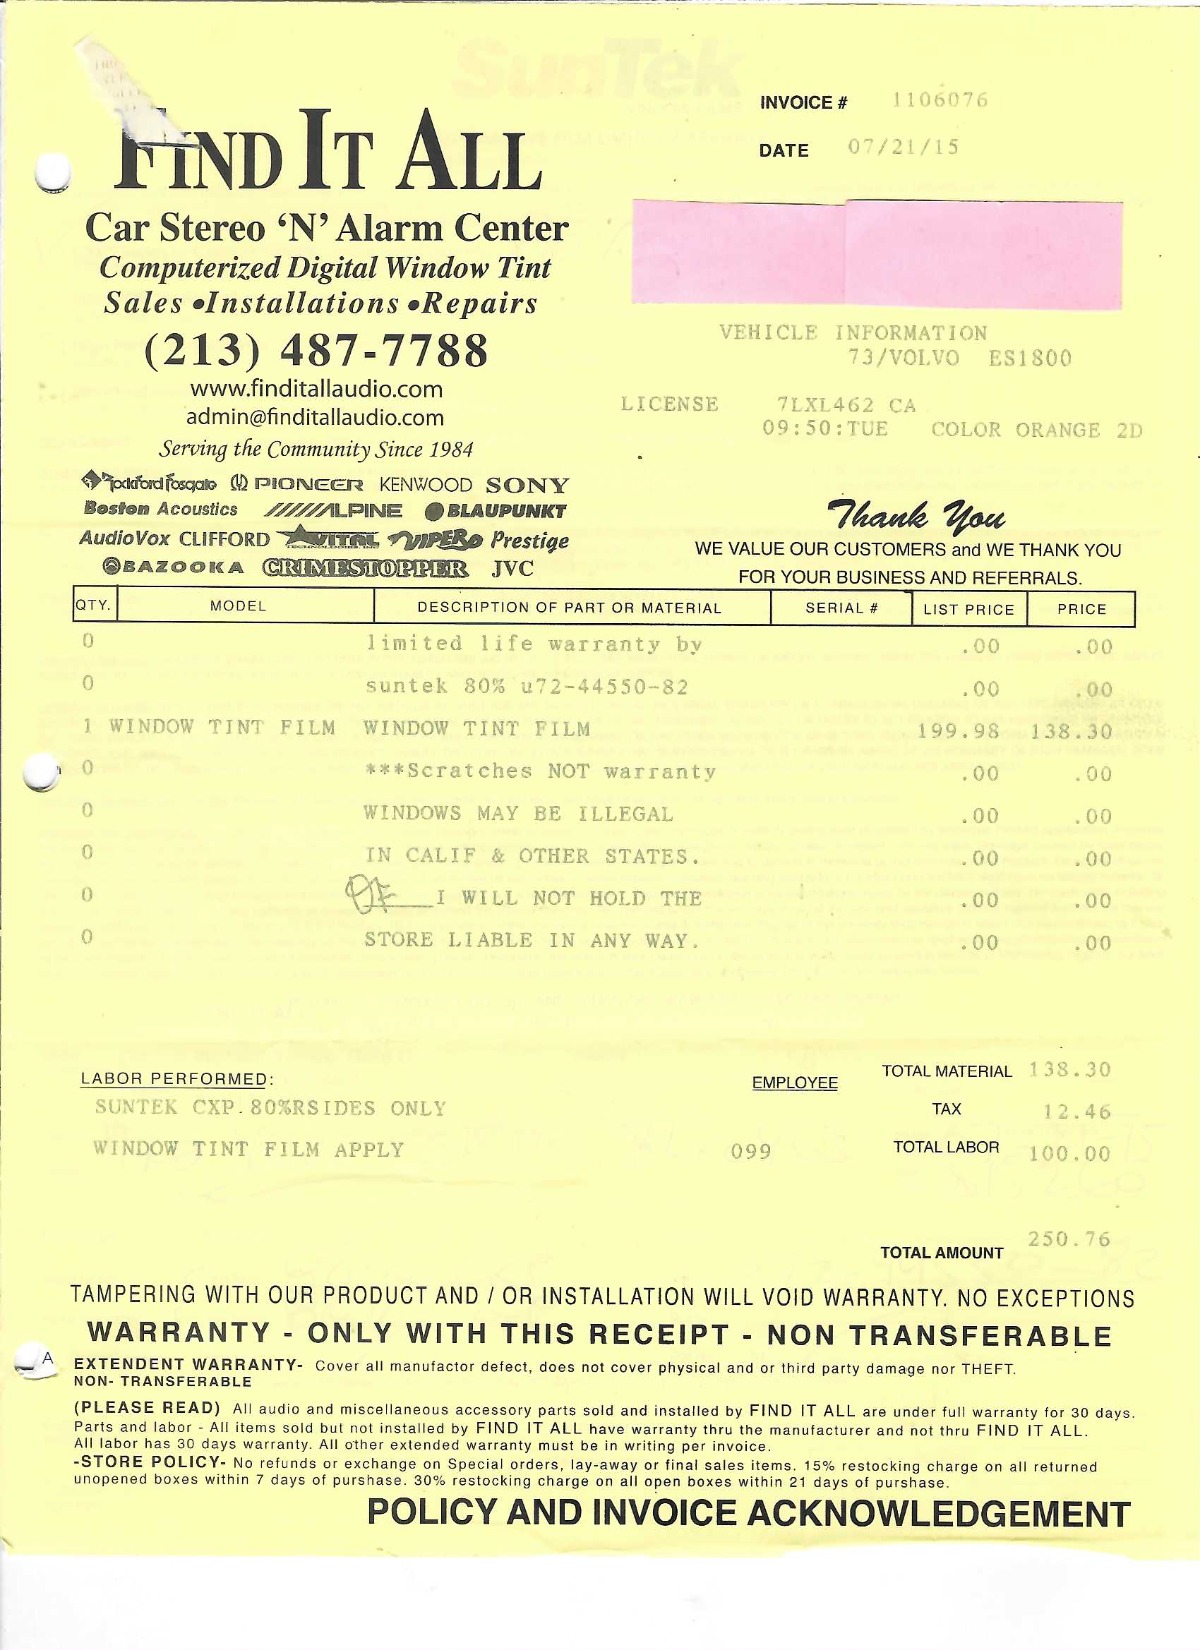 INVOICE # 1106076
DATE 07/21/15
FIND IT ALL
Car Stereo ‘N’ Alarm Center
Computerized Digital Window Tint
Sales •Installations •Repairs
(213) 487-7788
www.finditallaudio.com
admin@finditallaudio.com
Serving the Community Since 1984
VEHICLE INFORMATION
73/VOLVO ES1800
LICENSE 7LXL462 CA
09:50:TUE COLOR ORANGE 2D
Rockford Fosgate PIONEER KENWOOD SONY
Boston Acoustics ALPINE BLAUPUNKT
AudioVox CLIFFORD AVITAL VIPER Prestige
BAZOOKA CRIMESTOPPER JVC
Thank You
WE VALUE OUR CUSTOMERS and WE THANK YOU
FOR YOUR BUSINESS AND REFERRALS.
QTY. MODEL DESCRIPTION OF PART OR MATERIAL SERIAL # LIST PRICE PRICE
0 limited life warranty by .00 .00
0 suntek 80% u72-44550-82 .00 .00
1 WINDOW TINT FILM WINDOW TINT FILM 199.98 138.30
0 ***Scratches NOT warranty .00 .00
0 WINDOWS MAY BE ILLEGAL .00 .00
0 IN CALIF & OTHER STATES. .00 .00
0 ___I WILL NOT HOLD THE .00 .00
0 STORE LIABLE IN ANY WAY. .00 .00
LABOR PERFORMED: EMPLOYEE TOTAL MATERIAL 138.30
SUNTEK CXP.80%RSIDES ONLY TAX 12.46
WINDOW TINT FILM APPLY 099 TOTAL LABOR 100.00
TOTAL AMOUNT 250.76
TAMPERING WITH OUR PRODUCT AND / OR INSTALLATION WILL VOID WARRANTY. NO EXCEPTIONS
WARRANTY - ONLY WITH THIS RECEIPT - NON TRANSFERABLE
A
EXTENDENT WARRANTY- Cover all manufactor defect, does not cover physical and or third party damage nor THEFT.
NON- TRANSFERABLE
(PLEASE READ) All audio and miscellaneous accessory parts sold and installed by FIND IT ALL are under full warranty for 30 days.
Parts and labor - All items sold but not installed by FIND IT ALL have warranty thru the manufacturer and not thru FIND IT ALL.
All labor has 30 days warranty. All other extended warranty must be in writing per invoice.
-STORE POLICY- No refunds or exchange on Special orders, lay-away or final sales items. 15% restocking charge on all returned
unopened boxes within 7 days of purshase. 30% restocking charge on all open boxes within 21 days of purshase.
POLICY AND INVOICE ACKNOWLEDGEMENT